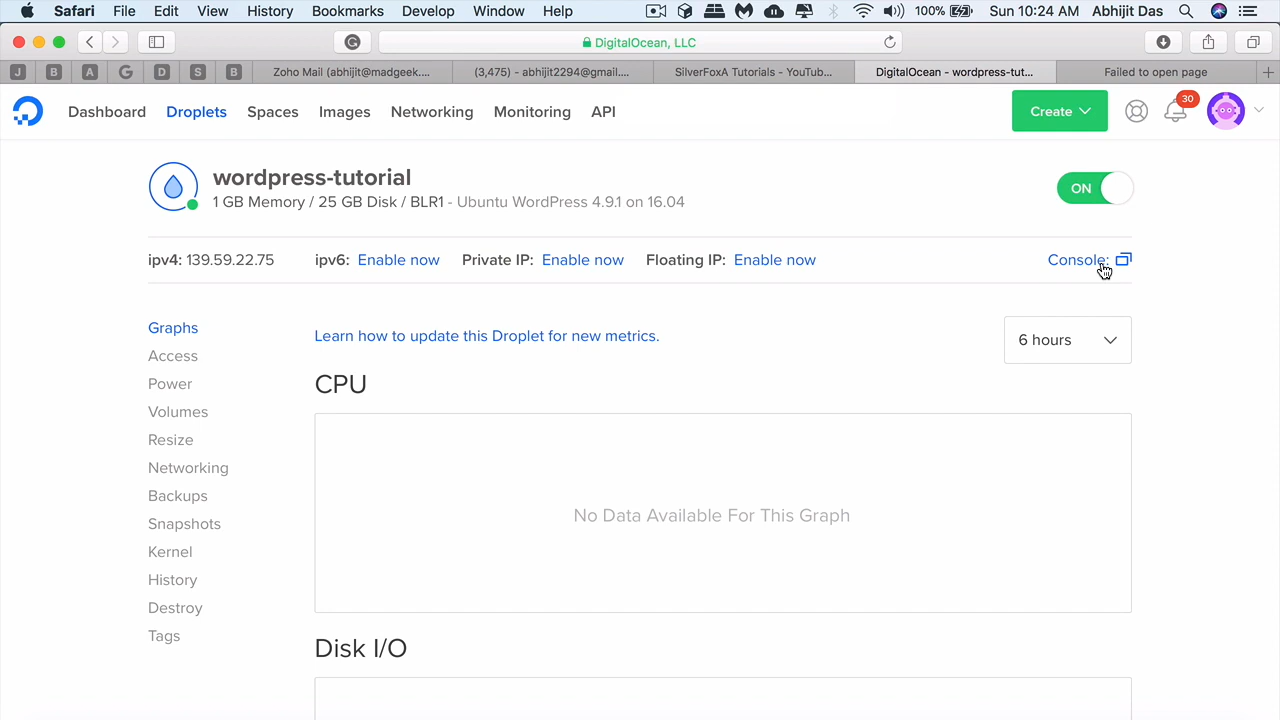 Safari File Edit View History Bookmarks Develop Window Help 100% Sun 10:24 AM Abhijit Das
DigitalOcean, LLC
J B A G D S B Zoho Mail (abhijit@madgeek.... (3,475) - abhijit2294@gmail.... SilverFoxA Tutorials - YouTub... DigitalOcean - wordpress-tut... Failed to open page
Dashboard Droplets Spaces Images Networking Monitoring API Create 30
wordpress-tutorial
1 GB Memory / 25 GB Disk / BLR1 - Ubuntu WordPress 4.9.1 on 16.04
ON
ipv4: 139.59.22.75 ipv6: Enable now Private IP: Enable now Floating IP: Enable now Console:
Graphs
Access
Power
Volumes
Resize
Networking
Backups
Snapshots
Kernel
History
Destroy
Tags
Learn how to update this Droplet for new metrics.
6 hours
CPU
No Data Available For This Graph
Disk I/O